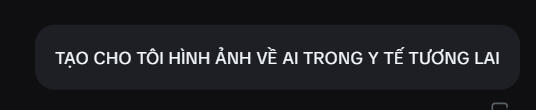 TẠO CHO TÔI HÌNH ẢNH VỀ AI TRONG Y TẾ TƯƠNG LAI